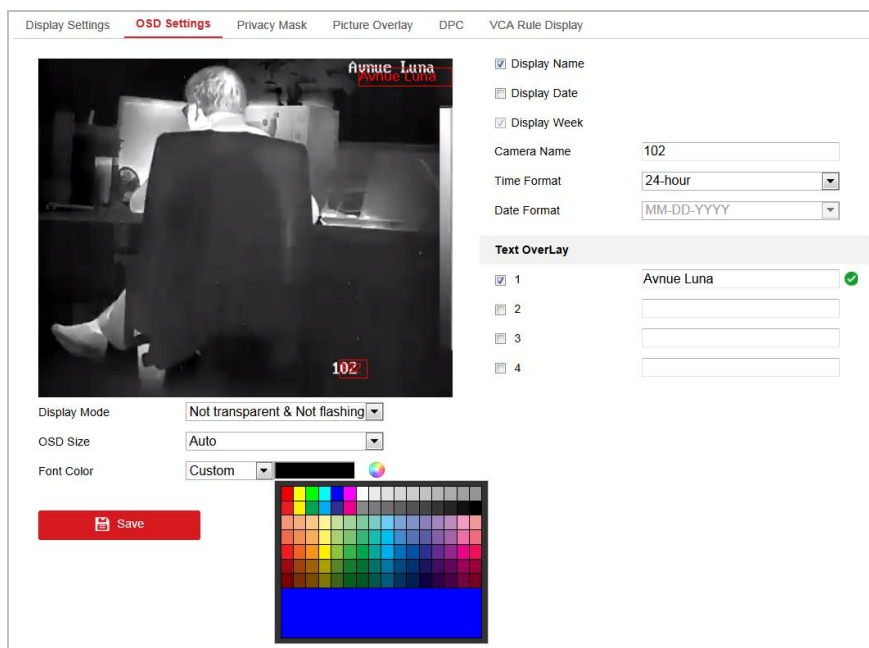 Display Settings OSD Settings Privacy Mask Picture Overlay DPC VCA Rule Display
Avnue Luna
Avnue Luna
102
Display Name
Display Date
Display Week
Camera Name 102
Time Format 24-hour
Date Format MM-DD-YYYY
Text OverLay
1 Avnue Luna
2
3
4
Display Mode Not transparent & Not flashing
OSD Size Auto
Font Color Custom
Save